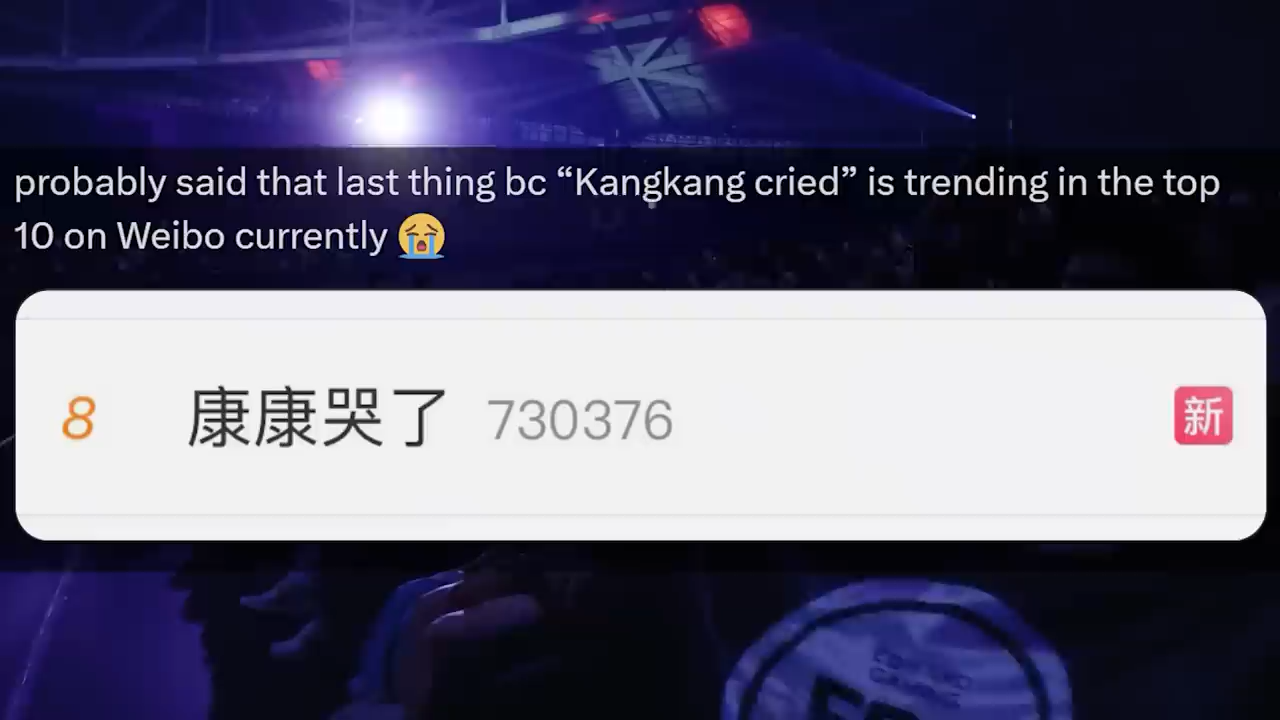 probably said that last thing bc “Kangkang cried” is trending in the top
10 on Weibo currently 😭
8 康康哭了 730376 新